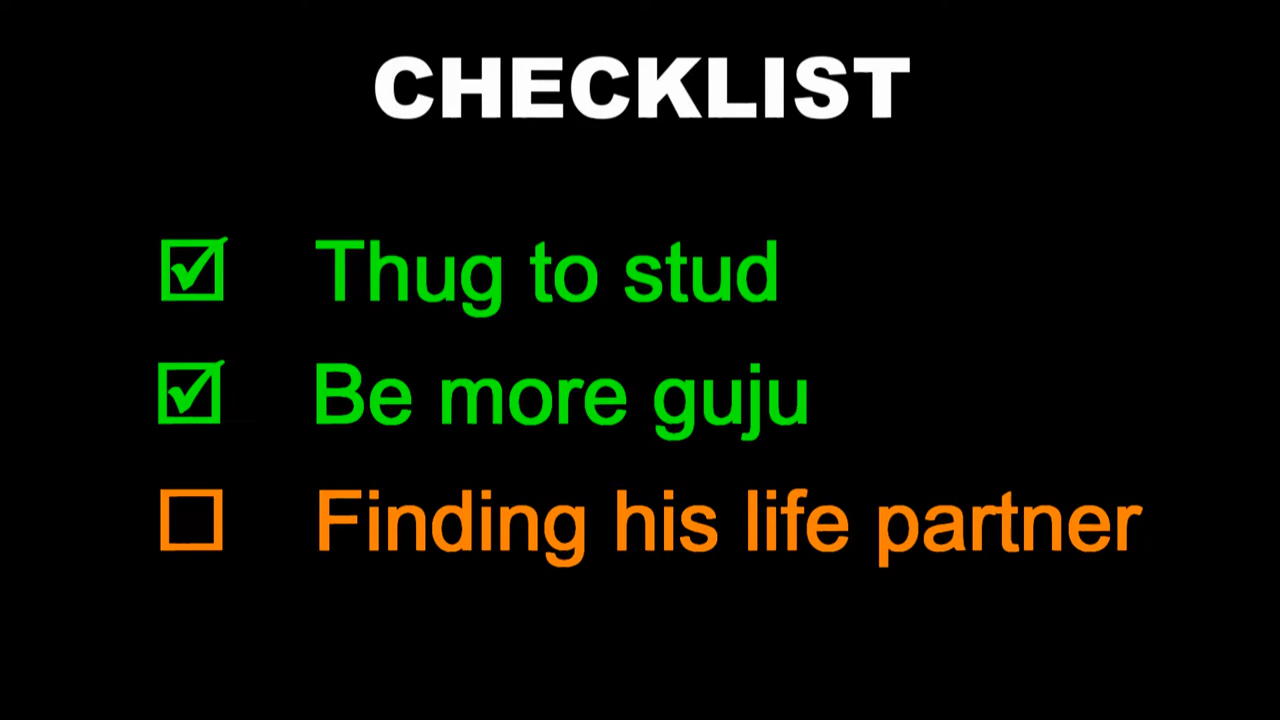 CHECKLIST
☑ Thug to stud
☑ Be more guju
☐ Finding his life partner